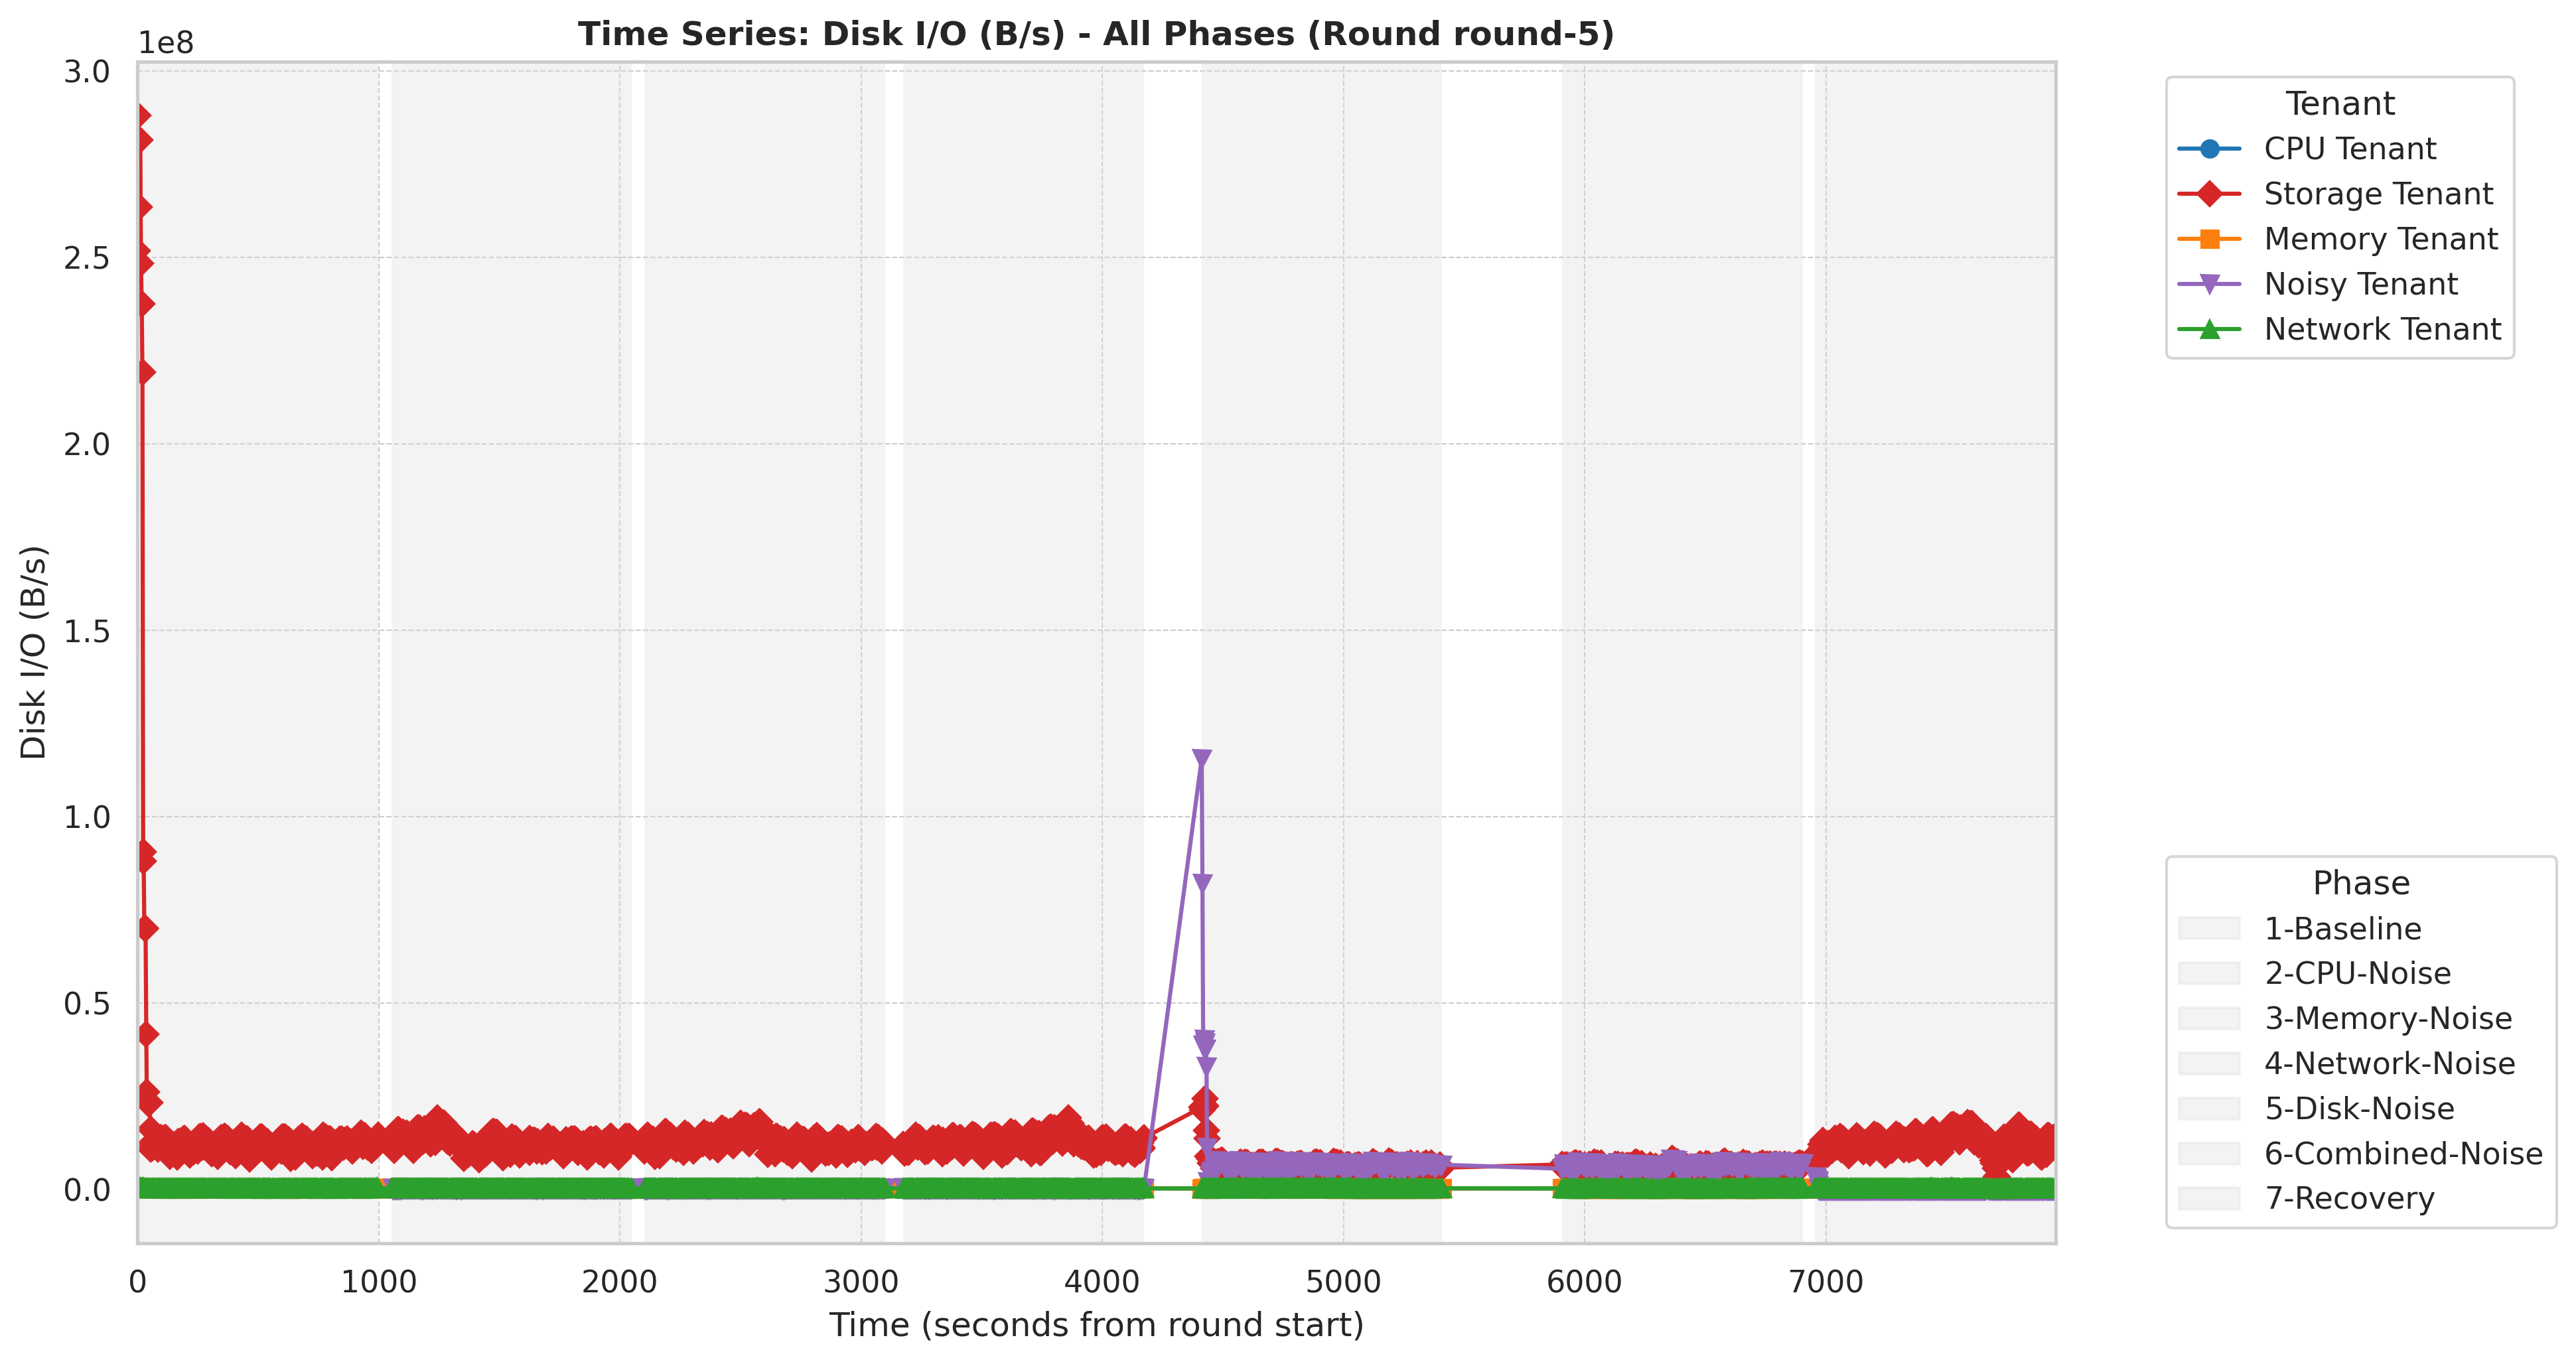 Time Series: Disk I/O (B/s) - All Phases (Round round-5)
1e8
3.0
2.5
2.0
1.5
1.0
0.5
0.0
Disk I/O (B/s)
0 1000 2000 3000 4000 5000 6000 7000
Time (seconds from round start)
Tenant
CPU Tenant
Storage Tenant
Memory Tenant
Noisy Tenant
Network Tenant
Phase
1-Baseline
2-CPU-Noise
3-Memory-Noise
4-Network-Noise
5-Disk-Noise
6-Combined-Noise
7-Recovery